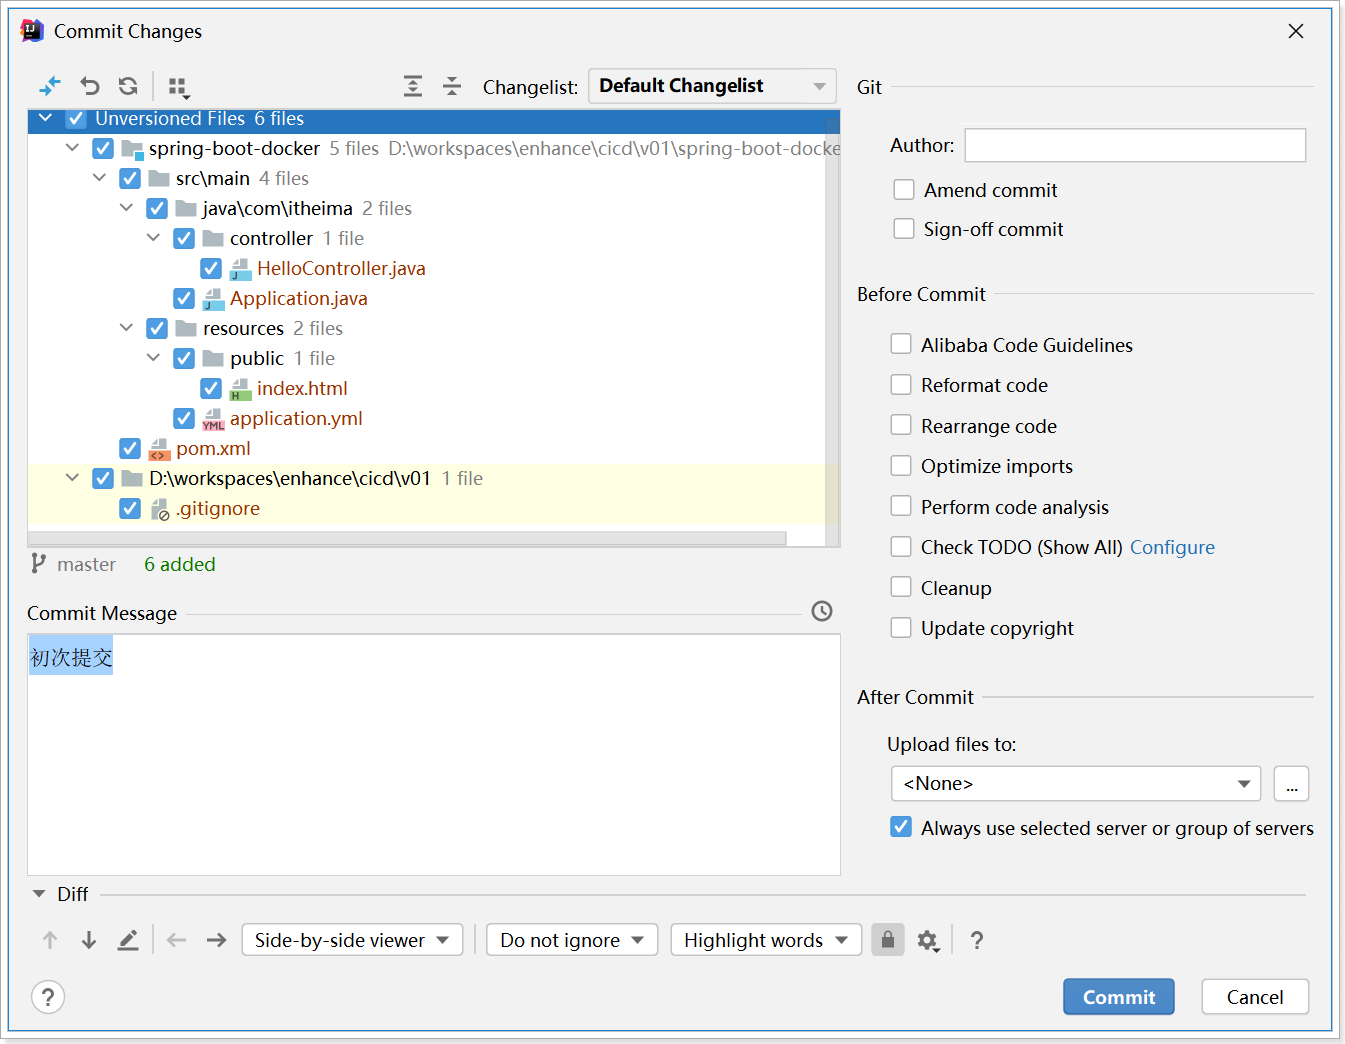 Commit Changes
Changelist: Default Changelist
Unversioned Files 6 files
spring-boot-docker 5 files D:\workspaces\enhance\cicd\v01\spring-boot-docke
src\main 4 files
java\com\itheima 2 files
controller 1 file
HelloController.java
Application.java
resources 2 files
public 1 file
index.html
application.yml
pom.xml
D:\workspaces\enhance\cicd\v01 1 file
.gitignore
master 6 added
Commit Message
初次提交
Git
Author:
Amend commit
Sign-off commit
Before Commit
Alibaba Code Guidelines
Reformat code
Rearrange code
Optimize imports
Perform code analysis
Check TODO (Show All) Configure
Cleanup
Update copyright
After Commit
Upload files to:
<None> ...
Always use selected server or group of servers
Diff
Side-by-side viewer Do not ignore Highlight words ?
? Commit Cancel